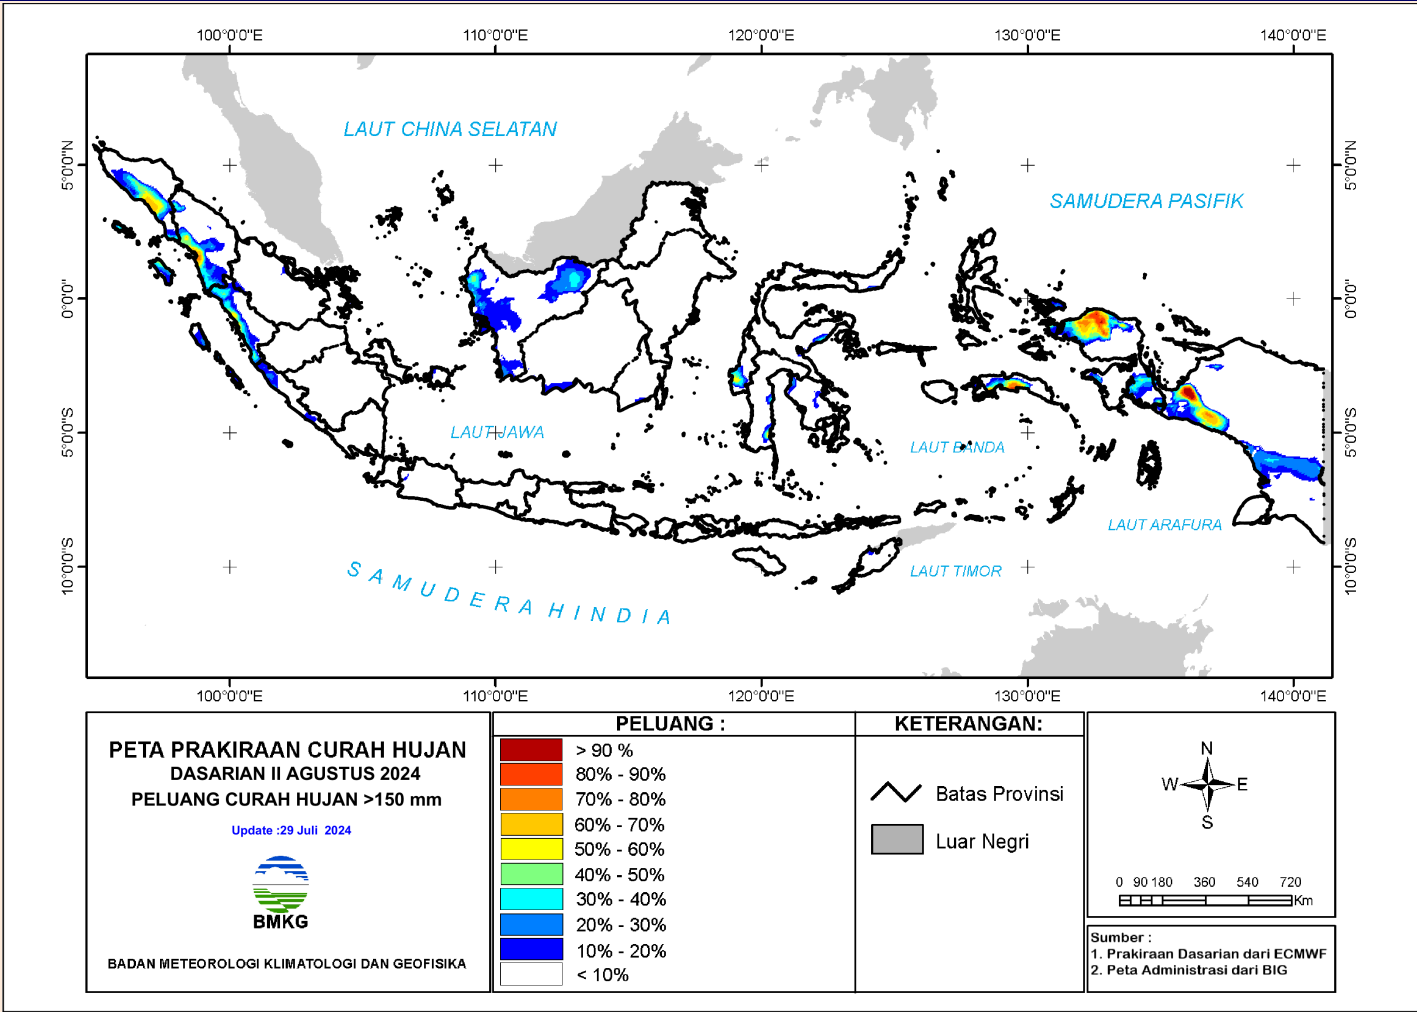 100°0'0"E 110°0'0"E 120°0'0"E 130°0'0"E 140°0'0"E
LAUT CHINA SELATAN
5°0'0"N 5°0'0"N
SAMUDERA PASIFIK
0°0'0" 0°0'0"
5°0'0"S 5°0'0"S
LAUT JAWA
LAUT BANDA
LAUT ARAFURA
10°0'0"S 10°0'0"S
LAUT TIMOR
SAMUDERA HINDIA
100°0'0"E 110°0'0"E 120°0'0"E 130°0'0"E 140°0'0"E
PETA PRAKIRAAN CURAH HUJAN
DASARIAN II AGUSTUS 2024
PELUANG CURAH HUJAN >150 mm
Update :29 Juli 2024
BMKG
BADAN METEOROLOGI KLIMATOLOGI DAN GEOFISIKA
PELUANG :
> 90 %
80% - 90%
70% - 80%
60% - 70%
50% - 60%
40% - 50%
30% - 40%
20% - 30%
10% - 20%
< 10%
KETERANGAN:
Batas Provinsi
Luar Negri
N
W E
S
0 90 180 360 540 720
Km
Sumber :
1. Prakiraan Dasarian dari ECMWF
2. Peta Administrasi dari BIG